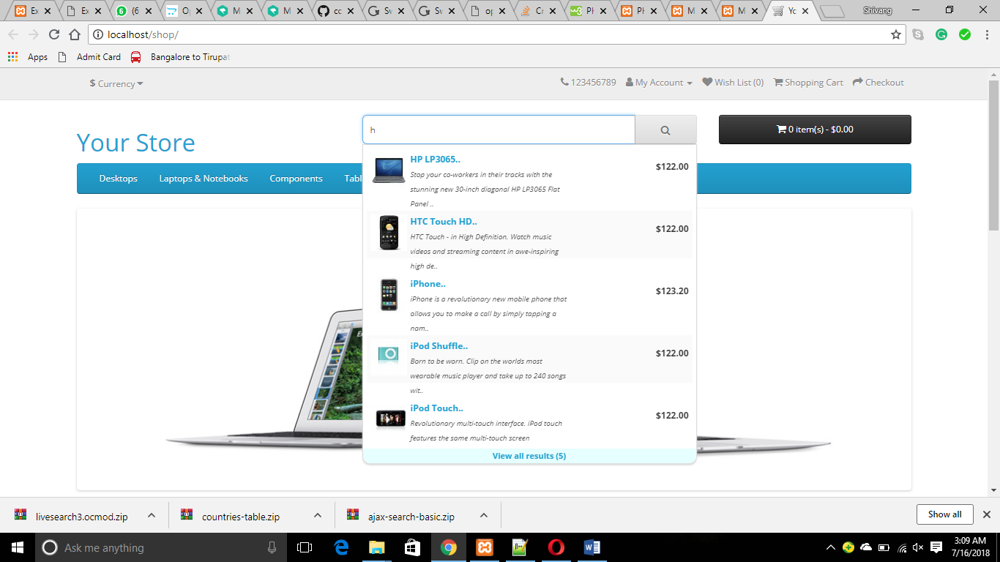 Ex
E
(6
Op
M
M
cc
Sw
Sw
op
Cr
PH
PH
M
M
Yc
Shivang
localhost/shop/
Apps
Admit Card
Bangalore to Tirupat
$ Currency
123456789
My Account
Wish List (0)
Shopping Cart
Checkout
Your Store
h
0 item(s) - $0.00
Desktops
Laptops & Notebooks
Components
Tabl
HP LP3065..
$122.00
Stop your co-workers in their tracks with the
stunning new 30-inch diagonal HP LP3065 Flat
Panel ..
HTC Touch HD..
$122.00
HTC Touch - in High Definition. Watch music
videos and streaming content in awe-inspiring
high de..
iPhone..
$123.20
iPhone is a revolutionary new mobile phone that
allows you to make a call by simply tapping a
nam..
iPod Shuffle..
$122.00
Born to be worn. Clip on the worlds most
wearable music player and take up to 240 songs
wit..
iPod Touch..
$122.00
Revolutionary multi-touch interface. iPod touch
features the same multi-touch screen
View all results (5)
livesearch3.ocmod.zip
countries-table.zip
ajax-search-basic.zip
Show all
Ask me anything
3:09 AM
7/16/2018